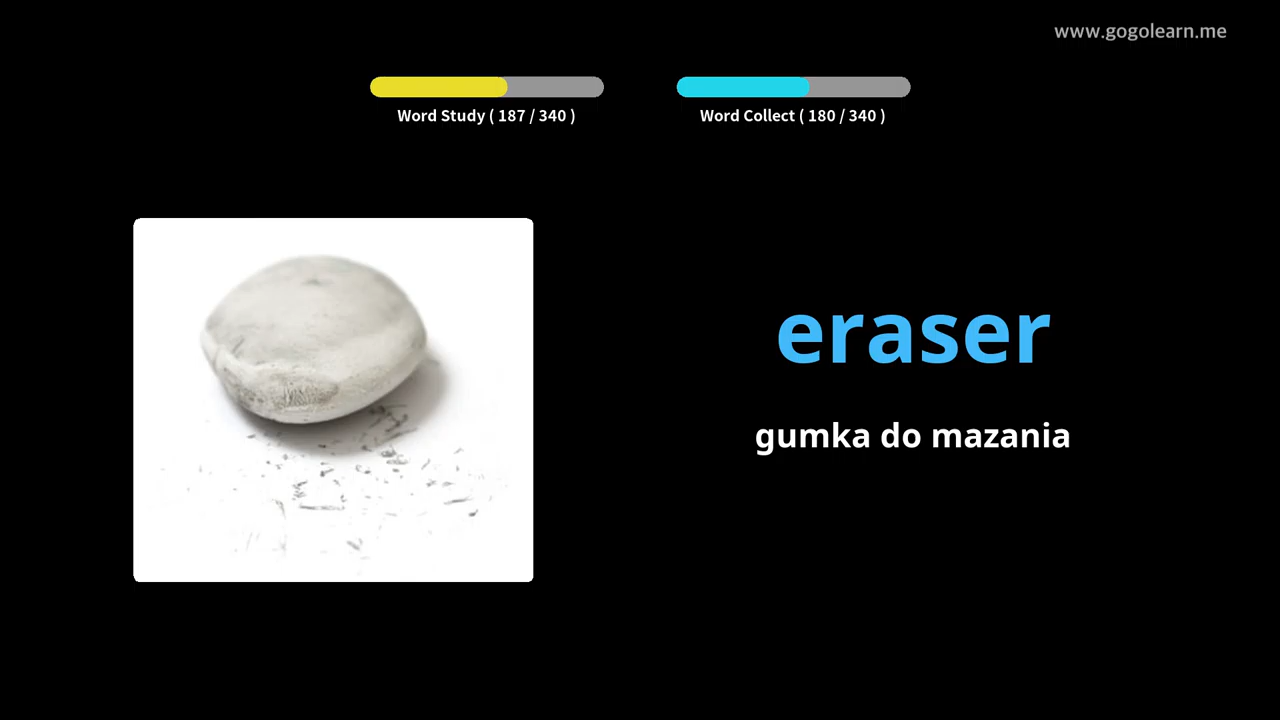 www.gogolearn.me
Word Study ( 187 / 340 )
Word Collect ( 180 / 340 )
eraser
gumka do mazania